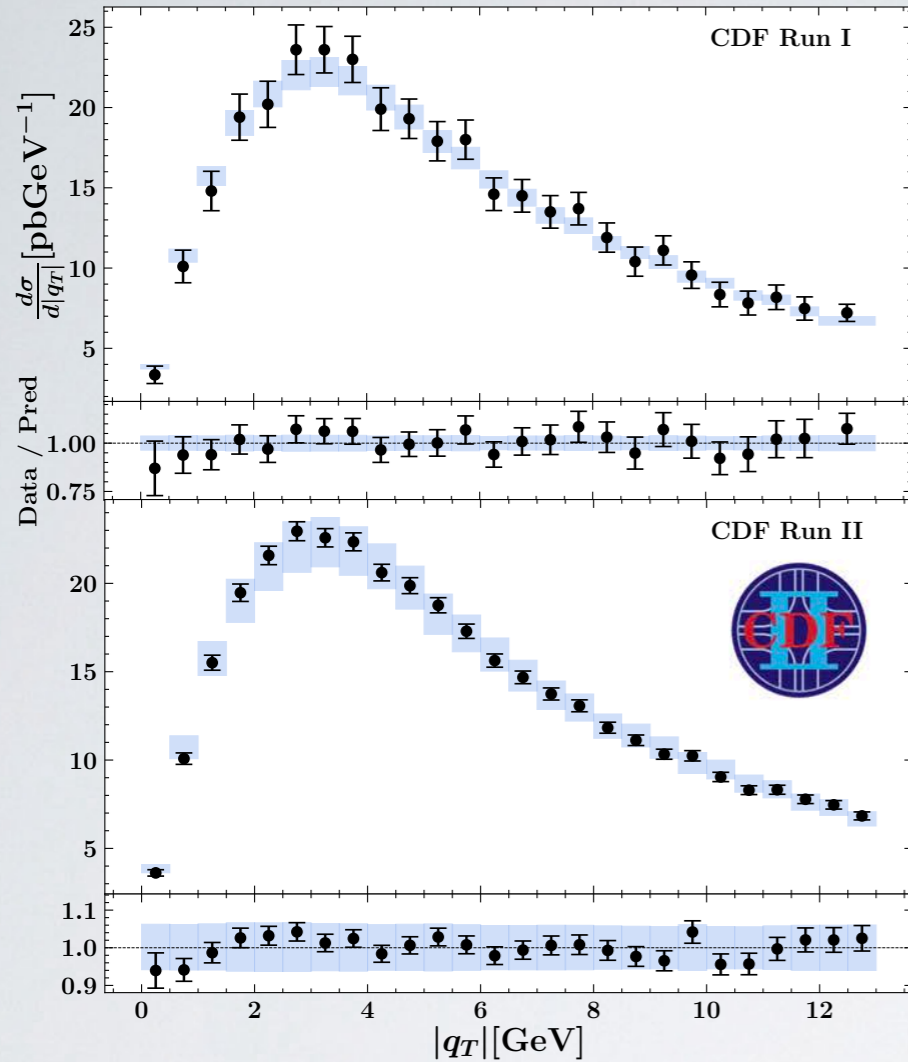 25
20
15
10
5
CDF Run I
dσ/d|q_T| [pbGeV⁻¹]
1.00
0.75
Data / Pred
20
15
10
5
CDF Run II
II
CDF
1.1
1.0
0.9
0 2 4 6 8 10 12
|q_T|[GeV]